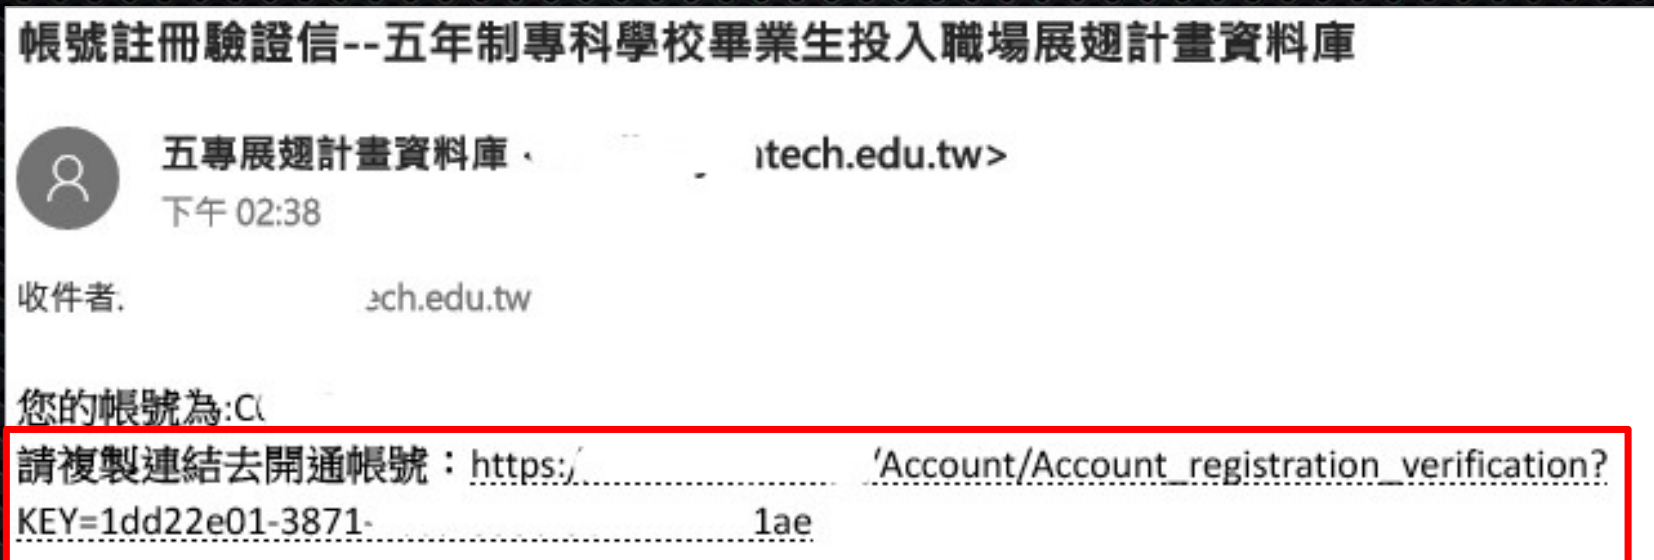 帳號註冊驗證信--五年制專科學校畢業生投入職場展翅計畫資料庫
五專展翅計畫資料庫 tech.edu.tw>
下午 02:38
收件者: ech.edu.tw
您的帳號為:C
請複製連結去開通帳號：https:/ /Account/Account_registration_verification?
KEY=1dd22e01-3871- 1ae